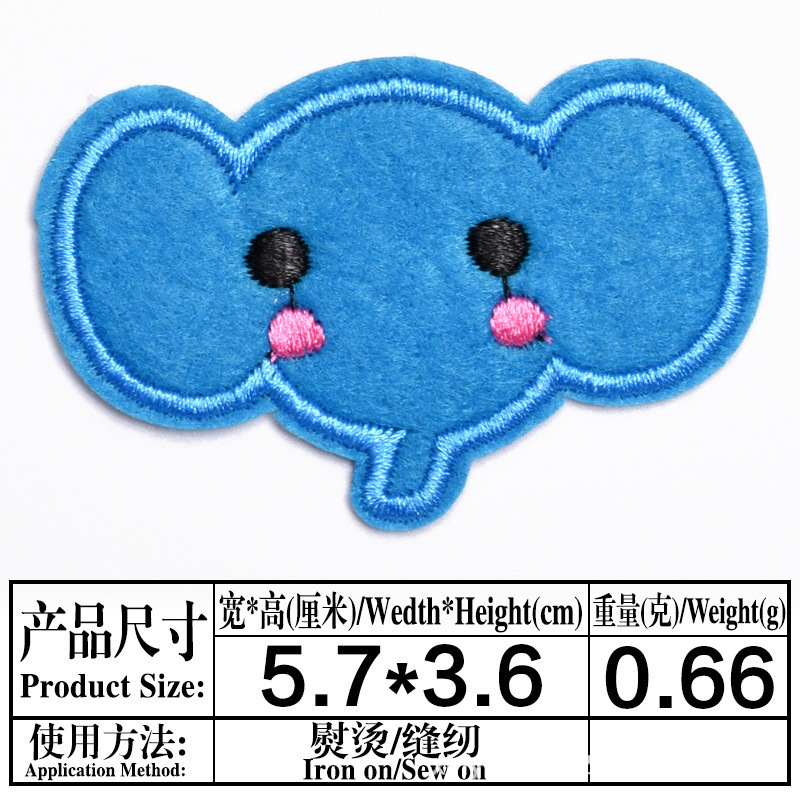 产品尺寸
Product Size:
宽*高(厘米)/Wedth*Height(cm)
5.7*3.6
重量(克)/Weight(g)
0.66
使用方法:
Application Method:
熨烫/缝纫
Iron on/Sew on